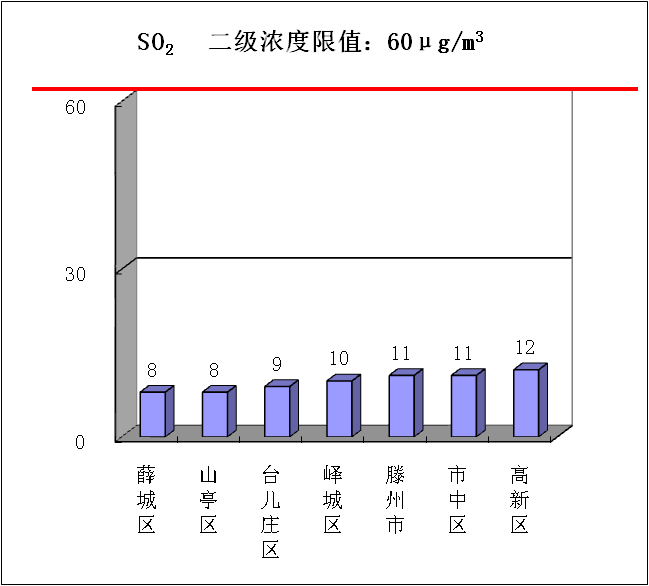 SO₂ 二级浓度限值：60μg/m³
60
30
0
8 8 9 10 11 11 12
薛城区
山亭区
台儿庄区
峄城区
滕州市
市中区
高新区